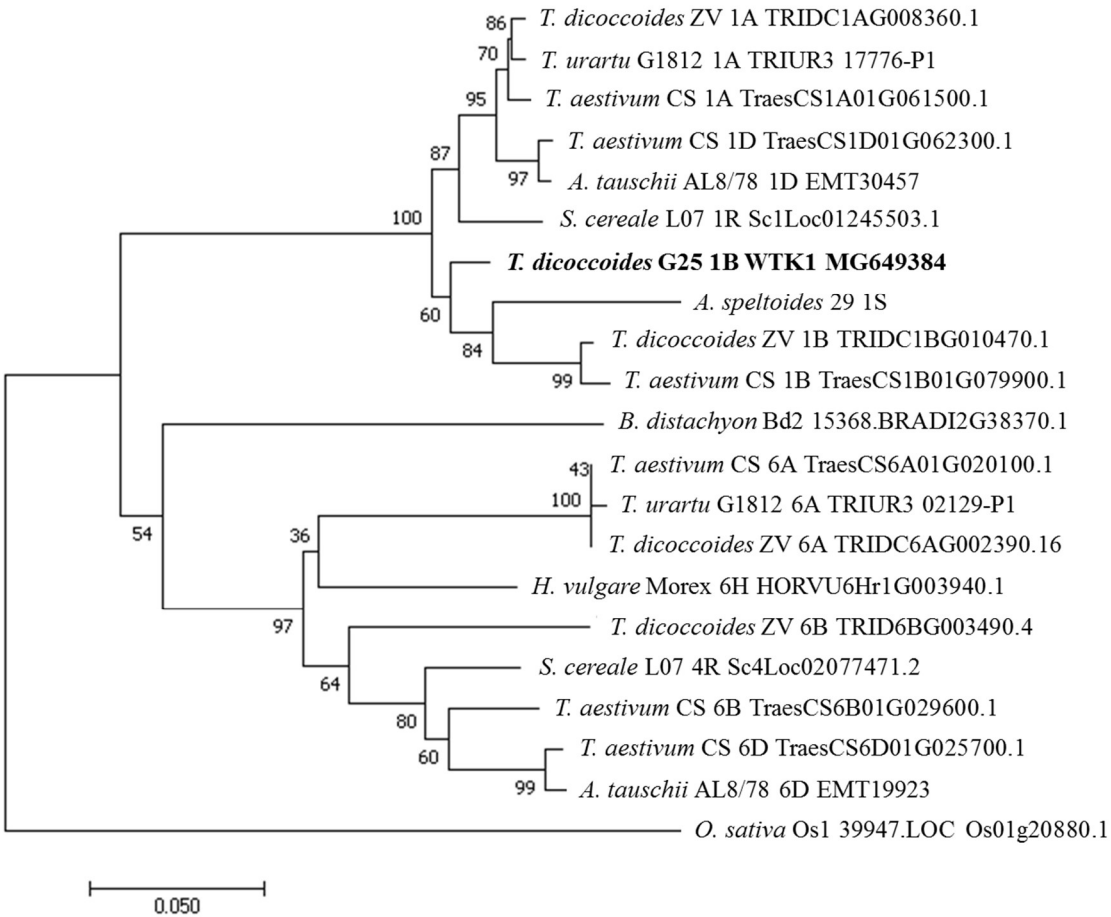 86
T. dicoccoides ZV 1A TRIDC1AG008360.1
70
T. urartu G1812 1A TRIUR3 17776-P1
95
T. aestivum CS 1A TraesCS1A01G061500.1
T. aestivum CS 1D TraesCS1D01G062300.1
87
97
A. tauschii AL8/78 1D EMT30457
100
S. cereale L07 1R Sc1Loc01245503.1
T. dicoccoides G25 1B WTK1 MG649384
A. speltoides 29 1S
60
T. dicoccoides ZV 1B TRIDC1BG010470.1
84
99
T. aestivum CS 1B TraesCS1B01G079900.1
B. distachyon Bd2 15368.BRADI2G38370.1
43
T. aestivum CS 6A TraesCS6A01G020100.1
100
T. urartu G1812 6A TRIUR3 02129-P1
54
36
T. dicoccoides ZV 6A TRIDC6AG002390.16
H. vulgare Morex 6H HORVU6Hr1G003940.1
97
T. dicoccoides ZV 6B TRID6BG003490.4
S. cereale L07 4R Sc4Loc02077471.2
64
T. aestivum CS 6B TraesCS6B01G029600.1
80
T. aestivum CS 6D TraesCS6D01G025700.1
60
99
A. tauschii AL8/78 6D EMT19923
O. sativa Os1 39947.LOC Os01g20880.1
0.050